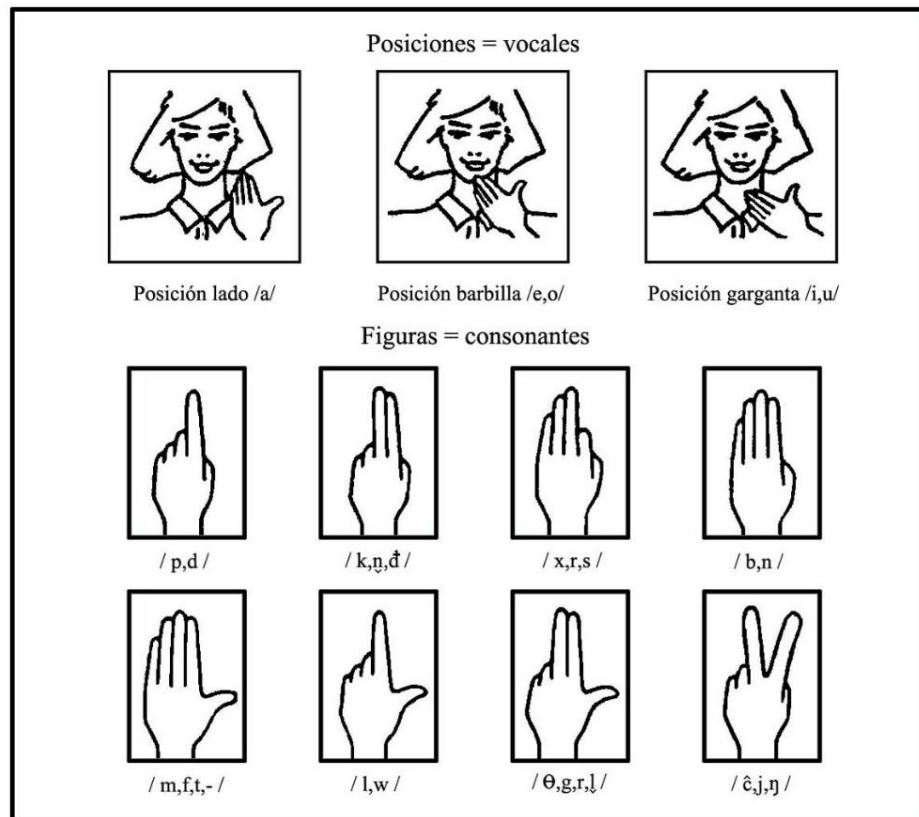 Posiciones = vocales
Posición lado /a/
Posición barbilla /e,o/
Posición garganta /i,u/
Figuras = consonantes
/ p,d /
/ k,n̬,đ /
/ x,r,s /
/ b,n /
/ m,f,t,- /
/ l,w /
/ ɵ,g,r,l̬ /
/ ĉ,j,ŋ /